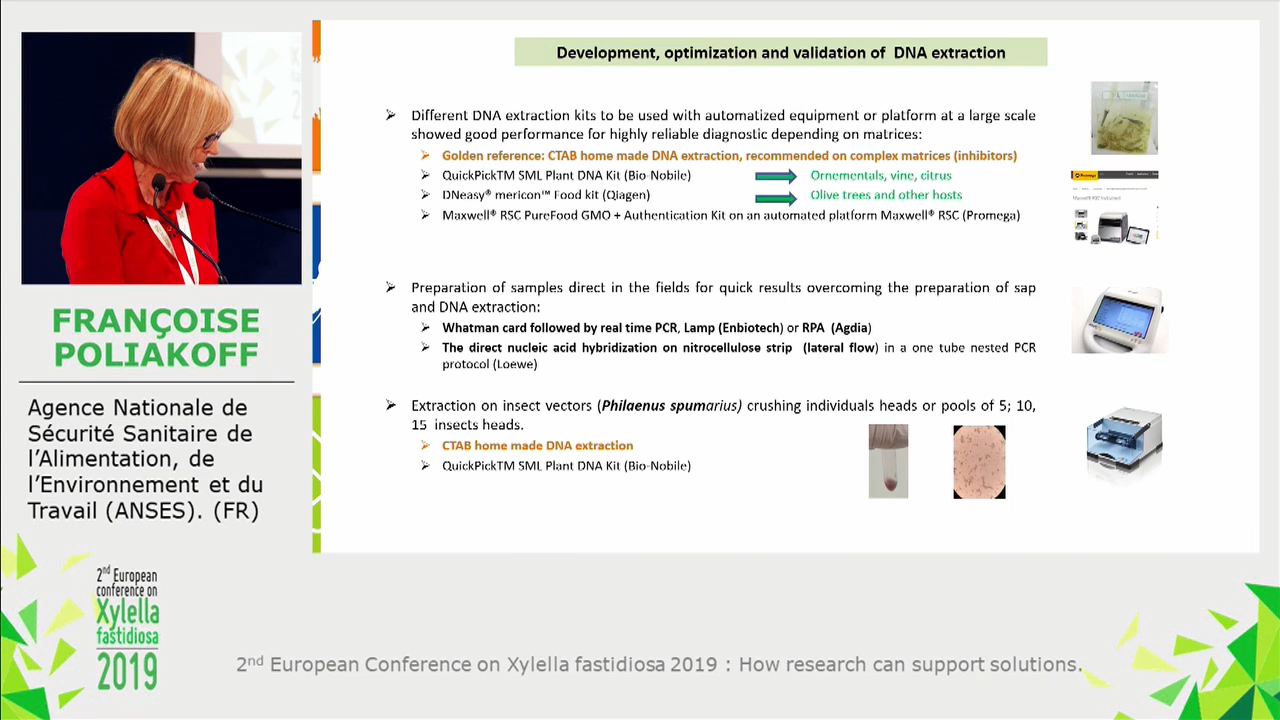 Development, optimization and validation of DNA extraction
Different DNA extraction kits to be used with automatized equipment or platform at a large scale
showed good performance for highly reliable diagnostic depending on matrices:
Golden reference: CTAB home made DNA extraction, recommended on complex matrices (inhibitors)
QuickPickTM SML Plant DNA Kit (Bio-Nobile)
Ornementals, vine, citrus
DNeasy® mericon™ Food kit (Qiagen)
Olive trees and other hosts
Maxwell® RSC PureFood GMO + Authentication Kit on an automated platform Maxwell® RSC (Promega)
Preparation of samples direct in the fields for quick results overcoming the preparation of sap
and DNA extraction:
Whatman card followed by real time PCR, Lamp (Enbiotech) or RPA (Agdia)
The direct nucleic acid hybridization on nitrocellulose strip (lateral flow) in a one tube nested PCR
protocol (Loewe)
Extraction on insect vectors (Philaenus spumarius) crushing individuals heads or pools of 5; 10,
15 insects heads.
CTAB home made DNA extraction
QuickPickTM SML Plant DNA Kit (Bio-Nobile)
FRANÇOISE
POLIAKOFF
Agence Nationale de
Sécurité Sanitaire de
l'Alimentation, de
l'Environnement et du
Travail (ANSES). (FR)
2nd European
conference on
Xylella
fastidiosa
2019
2nd European Conference on Xylella fastidiosa 2019 : How research can support solutions.